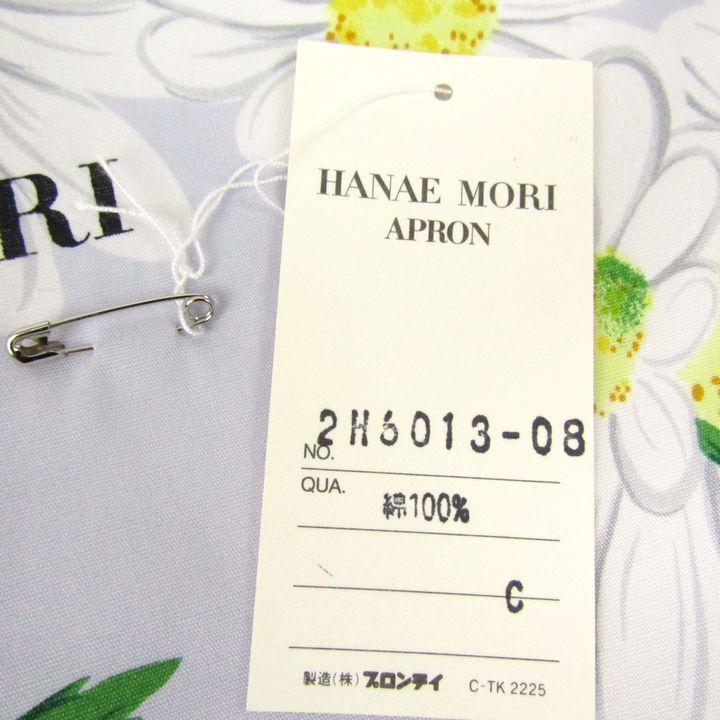 RI
HANAE MORI
APRON
NO. 2H6013-08
QUA. 綿100%
C
製造(株) ブロンテイ C-TK 2225